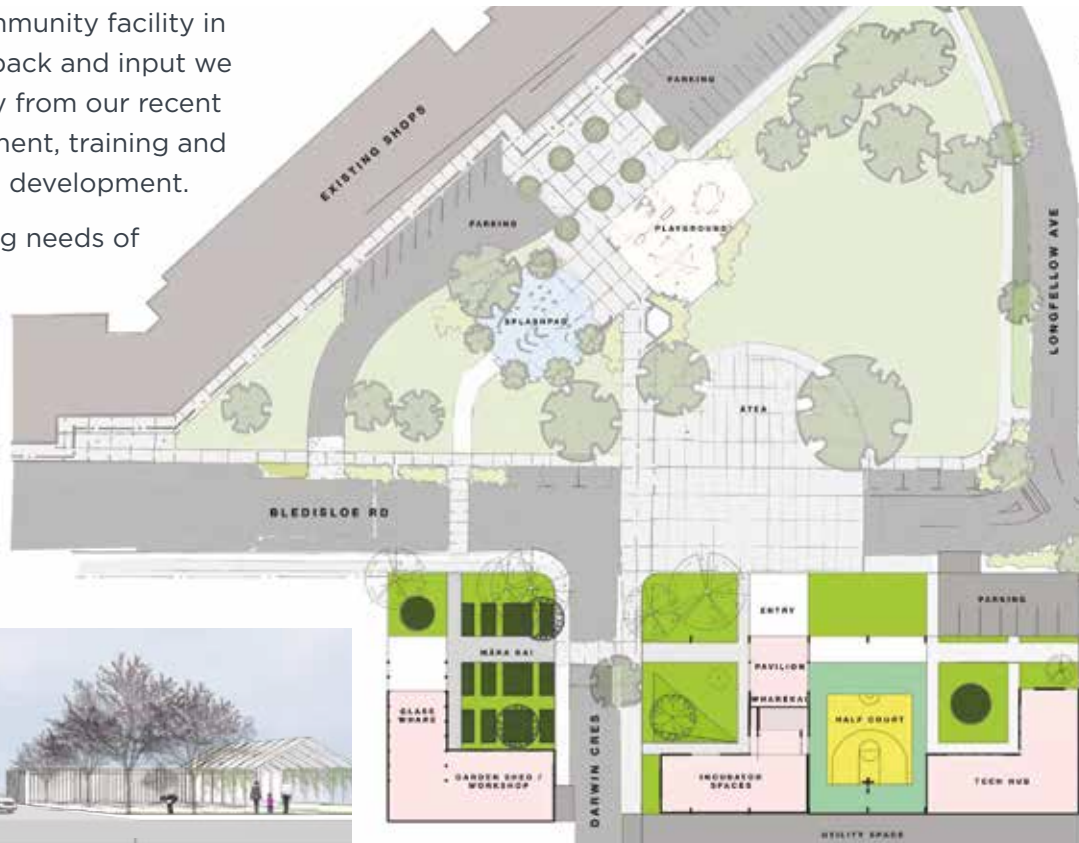 mmunity facility in
back and input we
y from our recent
ment, training and
development.
g needs of
EXISTING SHOPS
PARKING
PARKING
PLAYGROUND
SPLASHPAD
LONGFELLOW AVE
ATEA
BLEDISLOE RD
ENTRY
PARKING
MĀRA KAI
PAVILION
WHAREKAI
GLASS
WHARE
HALF COURT
GARDEN SHED /
WORKSHOP
DARWIN CRES
INCUBATOR
SPACES
TECH HUB
UTILITY SPACE